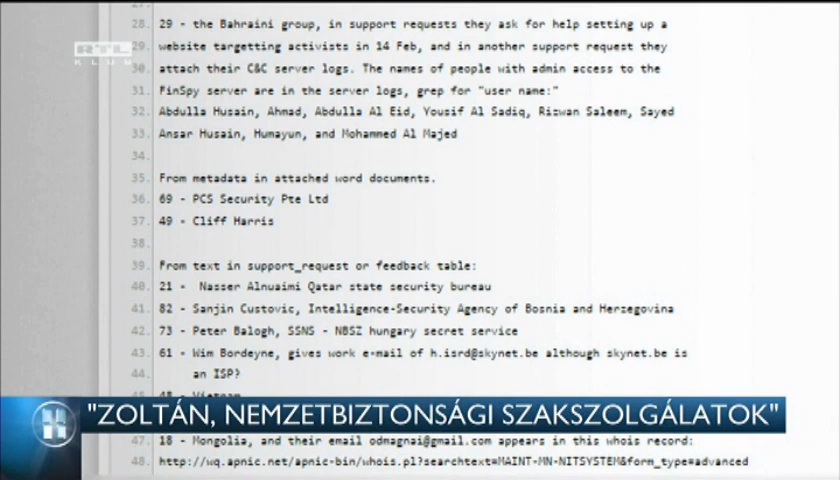 28. 29 - the Bahraini group, in support requests they ask for help setting up a
29. website targetting activists in 14 Feb, and in another support request they
30. attach their C&C server logs. The names of people with admin access to the
31. FinSpy server are in the server logs, grep for "user name:"
32. Abdulla Husain, Ahmad, Abdulla Al Eid, Yousif Al Sadiq, Rizwan Saleem, Sayed
33. Ansar Husain, Humayun, and Mohammed Al Majed
34.
35. From metadata in attached word documents.
36. 69 - PCS Security Pte Ltd
37. 49 - Cliff Harris
38.
39. From text in support_request or feedback table:
40. 21 - Nasser Alnuaimi Qatar state security bureau
41. 82 - Sanjin Custovic, Intelligence-Security Agency of Bosnia and Herzegovina
42. 73 - Peter Balogh, SSNS - NBSZ hungary secret service
43. 61 - Wim Bordeyne, gives work e-mail of h.isrd@skynet.be although skynet.be is
44. an ISP?
"ZOLTÁN, NEMZETBIZTONSÁGI SZAKSZOLGÁLATOK"
47. 18 - Mongolia, and their email odmagnai@gmail.com appears in this whois record:
48. http://wq.apnic.net/apnic-bin/whois.pl?searchtext=MAINT-MN-NITSYSTEM&form_type=advanced
RTL
KLUB